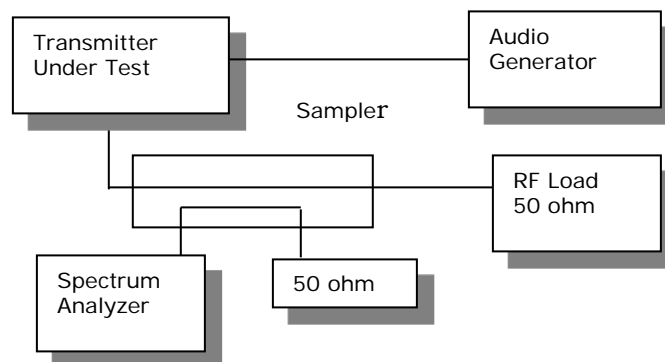 Transmitter
Under Test
Audio
Generator
Sampler
RF Load
50 ohm
Spectrum
Analyzer
50 ohm